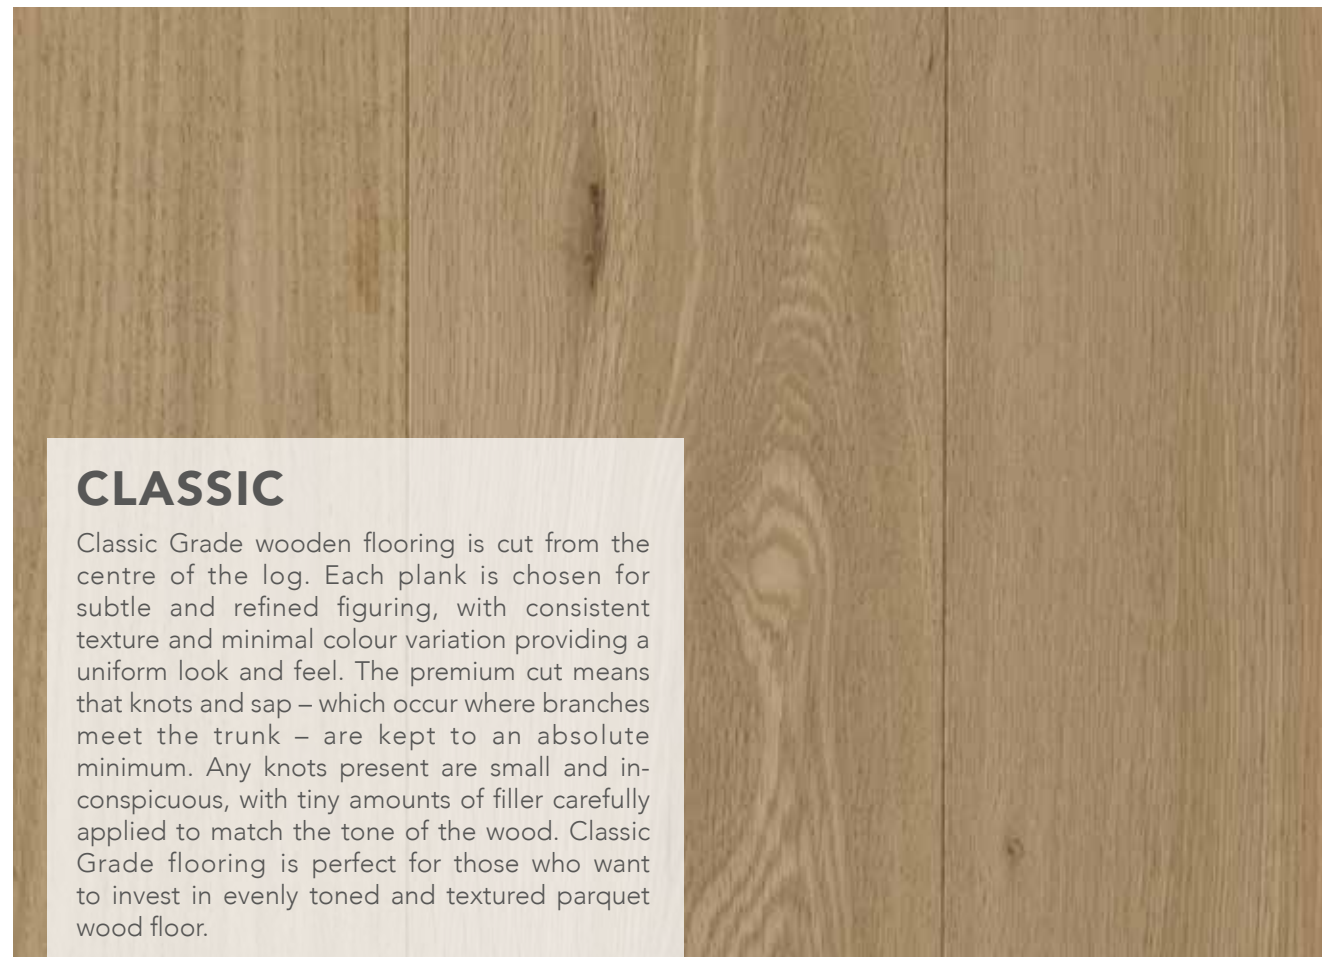 CLASSIC
Classic Grade wooden flooring is cut from the
centre of the log. Each plank is chosen for
subtle and refined figuring, with consistent
texture and minimal colour variation providing a
uniform look and feel. The premium cut means
that knots and sap – which occur where branches
meet the trunk – are kept to an absolute
minimum. Any knots present are small and in-
conspicuous, with tiny amounts of filler carefully
applied to match the tone of the wood. Classic
Grade flooring is perfect for those who want
to invest in evenly toned and textured parquet
wood floor.